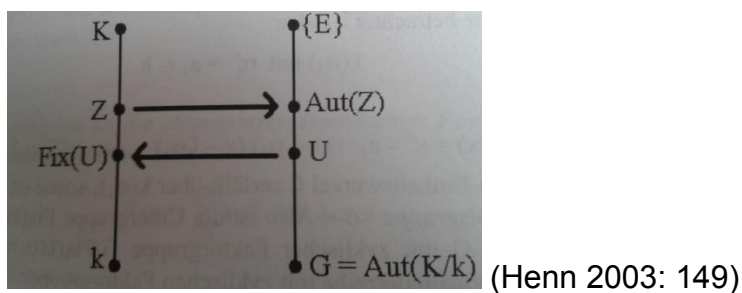 K {E}
Z Aut(Z)
Fix(U) U
k G = Aut(K/k) (Henn 2003: 149)